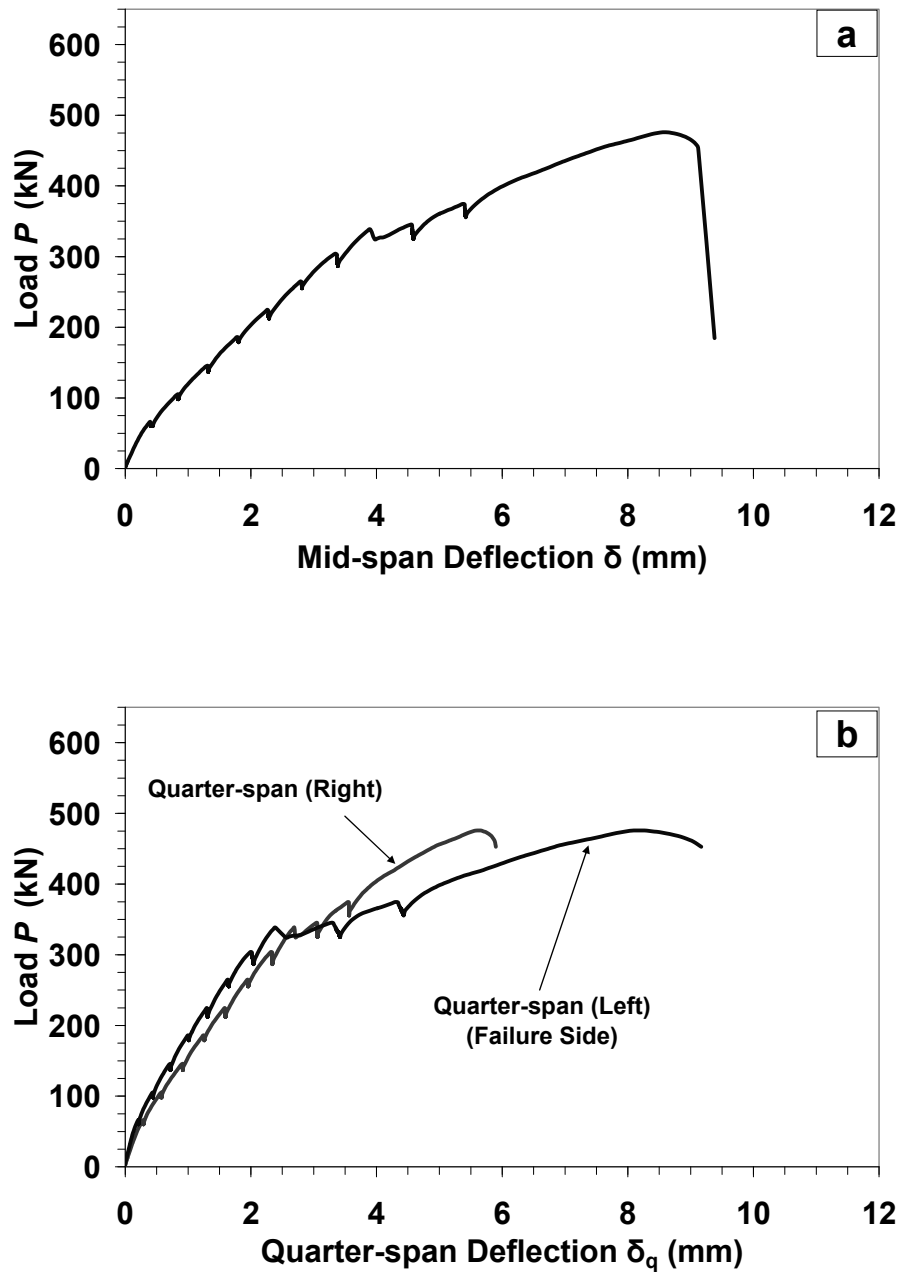 a
600
500
400
300
200
100
0
Load P (kN)
0 2 4 6 8 10 12
Mid-span Deflection δ (mm)
b
600
500
400
300
200
100
0
Load P (kN)
Quarter-span (Right)
Quarter-span (Left)
(Failure Side)
0 2 4 6 8 10 12
Quarter-span Deflection δq (mm)